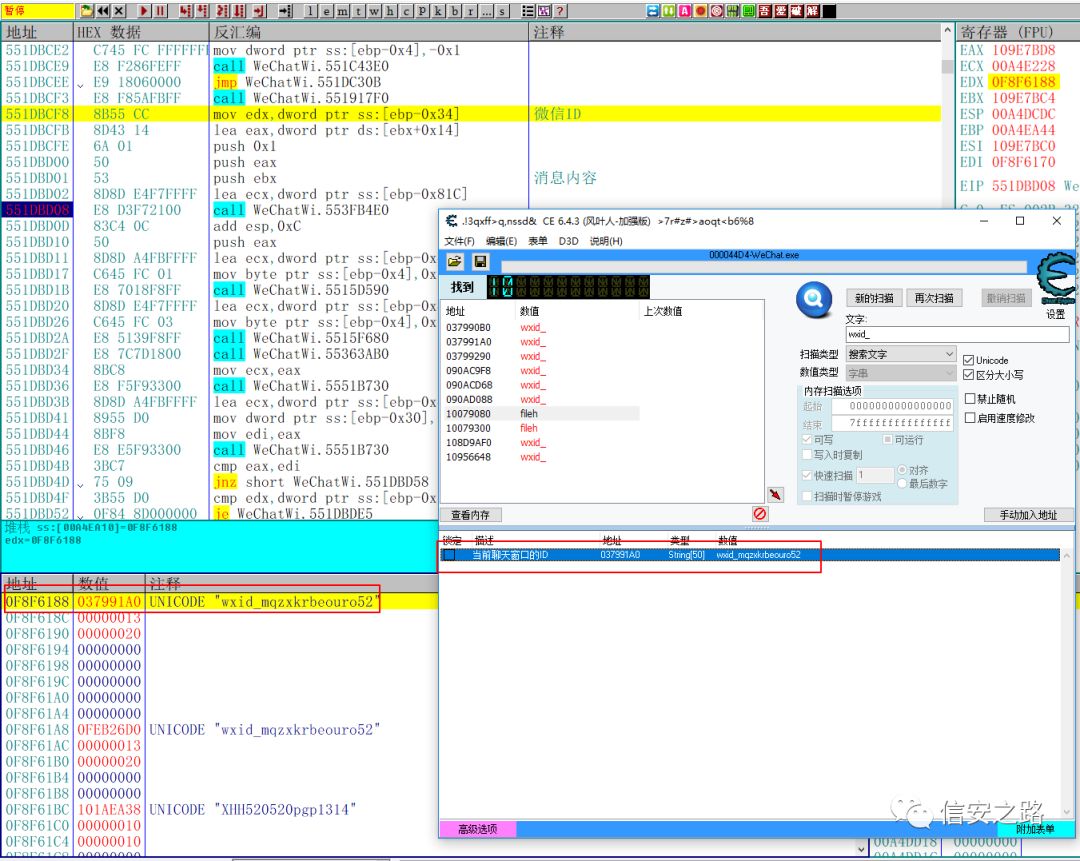 暂停
l e m t w h c p k b r ... s
吾 爱 破 解
地址 HEX 数据 反汇编 注释
551DBCE2 C745 FC FFFFFFF mov dword ptr ss:[ebp-0x4],-0x1
551DBCE9 E8 F286FEFF call WeChatWi.551C43E0
551DBCEE E9 18060000 jmp WeChatWi.551DC30B
551DBCF3 E8 F85AFBFF call WeChatWi.551917F0
551DBCF8 8B55 CC mov edx,dword ptr ss:[ebp-0x34] 微信ID
551DBCFB 8D43 14 lea eax,dword ptr ds:[ebx+0x14]
551DBCFE 6A 01 push 0x1
551DBD00 50 push eax
551DBD01 53 push ebx 消息内容
551DBD02 8D8D E4F7FFFF lea ecx,dword ptr ss:[ebp-0x81C]
551DBD08 E8 D3F72100 call WeChatWi.553FB4E0
551DBD0D 83C4 0C add esp,0xC
551DBD10 50 push eax
551DBD11 8D8D A4FBFFFF lea ecx,dword ptr ss:[ebp
551DBD17 C645 FC 01 mov byte ptr ss:[ebp-0x4],0x
551DBD1B E8 7018F8FF call WeChatWi.5515D590
551DBD20 8D8D E4F7FFFF lea ecx,dword ptr ss:[ebp
551DBD26 C645 FC 03 mov byte ptr ss:[ebp-0x4],0x
551DBD2A E8 5139F8FF call WeChatWi.5515F680
551DBD2F E8 7C7D1800 call WeChatWi.55363AB0
551DBD34 8BC8 mov ecx,eax
551DBD36 E8 F5F93300 call WeChatWi.5551B730
551DBD3B 8D8D A4FBFFFF lea ecx,dword ptr ss:[ebp
551DBD41 8955 D0 mov dword ptr ss:[ebp-0x30],
551DBD44 8BF8 mov edi,eax
551DBD46 E8 E5F93300 call WeChatWi.5551B730
551DBD4B 3BC7 cmp eax,edi
551DBD4D 75 09 jnz short WeChatWi.551DBD58
551DBD4F 3B55 D0 cmp edx,dword ptr ss:[ebp
551DBD52 0F84 8D000000 je WeChatWi.551DBDE5
堆栈 ss:[00A4EA10]=0F8F6188
edx=0F8F6188
地址 数值 注释
0F8F6188 037991A0 UNICODE "wxid_mqzxkrbeouro52"
0F8F618C 00000013
0F8F6190 00000020
0F8F6194 00000000
0F8F6198 00000000
0F8F619C 00000000
0F8F61A0 00000000
0F8F61A4 00000000
0F8F61A8 0FEB26D0 UNICODE "wxid_mqzxkrbeouro52"
0F8F61AC 00000013
0F8F61B0 00000020
0F8F61B4 00000000
0F8F61B8 00000000
0F8F61BC 101AEA38 UNICODE "XHH520520pgp1314"
0F8F61C0 00000010
0F8F61C4 00000010
0F8F61C8 00000000
寄存器 (FPU)
EAX 109E7BD8
ECX 00A4E228
EDX 0F8F6188
EBX 109E7BC4
ESP 00A4DCDC
EBP 00A4EA44
ESI 109E7BC0
EDI 0F8F6170
EIP 551DBD08 We
.!3qxff>q,nssd& CE 6.4.3 (风叶人-加强版) >7r#z#>aoqt<b6%8
文件(F) 编辑(E) 表单 D3D 说明(H)
000044D4-WeChat.exe
找到 10
地址 数值 上次数值
037990B0 wxid_
037991A0 wxid_
03799290 wxid_
090AC9F8 wxid_
090ACD68 wxid_
090AD088 wxid_
10079080 fileh
10079300 fileh
108D9AF0 wxid_
10956648 wxid_
新的扫描 再次扫描 撤消扫描
设置
文字:
wxid_
扫描类型 搜索文字 Unicode
数值类型 字串 区分大小写
内存扫描选项 禁止随机
起始 0000000000000000
结束 7fffffffffffffff 启用速度修改
可写 可运行
写入时复制
快速扫描 1 对齐
最后数字
扫描时暂停游戏
查看内存 手动加入地址
锁定 描述 地址 类型 数值
当前聊天窗口的ID 037991A0 String[50] wxid_mqzxkrbeouro52
高级选项 附加表单
信安之路
00A4DD18 00000000